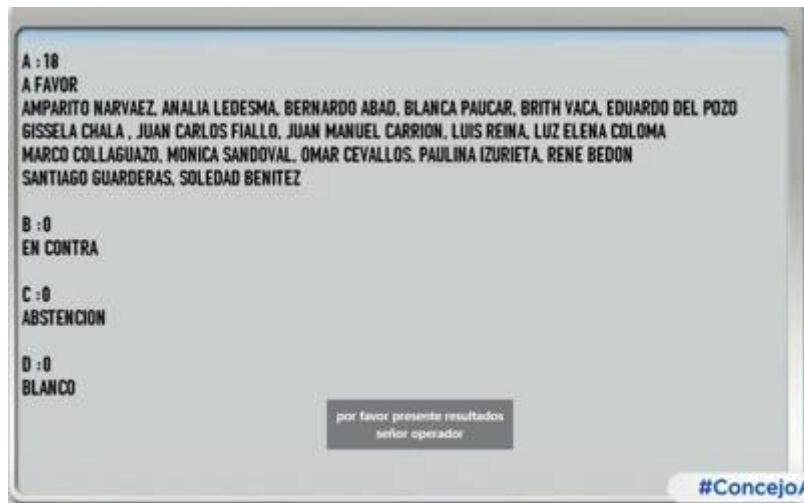 A :18
A FAVOR
AMPARITO NARVAEZ, ANALIA LEDESMA, BERNARDO ABAD, BLANCA PAUCAR, BRITH VACA, EDUARDO DEL POZO
GISSELA CHALA , JUAN CARLOS FIALLO, JUAN MANUEL CARRION, LUIS REINA, LUZ ELENA COLOMA
MARCO COLLAGUAZO, MONICA SANDOVAL, OMAR CEVALLOS, PAULINA IZURIETA, RENE BEDON
SANTIAGO GUARDERAS, SOLEDAD BENITEZ
B :0
EN CONTRA
C :0
ABSTENCION
D :0
BLANCO
por favor presente resultados
señor operador
#ConcejoA